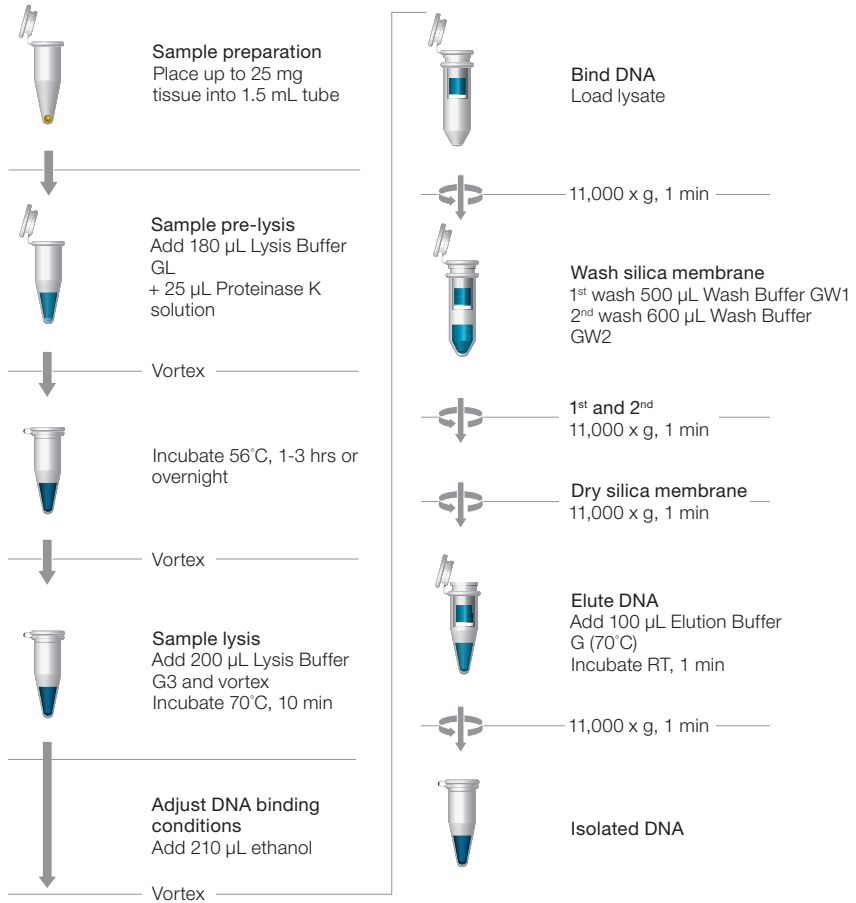 Sample preparation
Place up to 25 mg
tissue into 1.5 mL tube
Sample pre-lysis
Add 180 µL Lysis Buffer
GL
+ 25 µL Proteinase K
solution
Vortex
Incubate 56˚C, 1-3 hrs or
overnight
Vortex
Sample lysis
Add 200 µL Lysis Buffer
G3 and vortex
Incubate 70˚C, 10 min
Adjust DNA binding
conditions
Add 210 µL ethanol
Vortex
Bind DNA
Load lysate
11,000 x g, 1 min
Wash silica membrane
1st wash 500 µL Wash Buffer GW1
2nd wash 600 µL Wash Buffer
GW2
1st and 2nd
11,000 x g, 1 min
Dry silica membrane
11,000 x g, 1 min
Elute DNA
Add 100 µL Elution Buffer
G (70˚C)
Incubate RT, 1 min
11,000 x g, 1 min
Isolated DNA